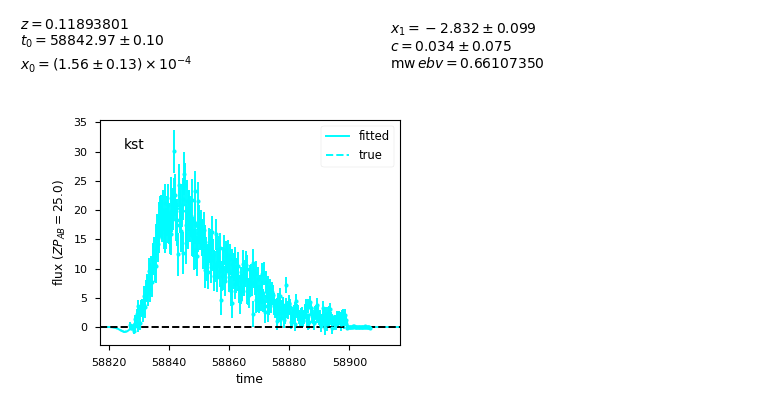 z = 0.11893801
t₀ = 58842.97 ± 0.10
x₀ = (1.56 ± 0.13) × 10⁻⁴
x₁ = −2.832 ± 0.099
c = 0.034 ± 0.075
mw ebv = 0.66107350
kst
fitted
true
flux (ZP_AB = 25.0)
35
30
25
20
15
10
5
0
58820 58840 58860 58880 58900
time